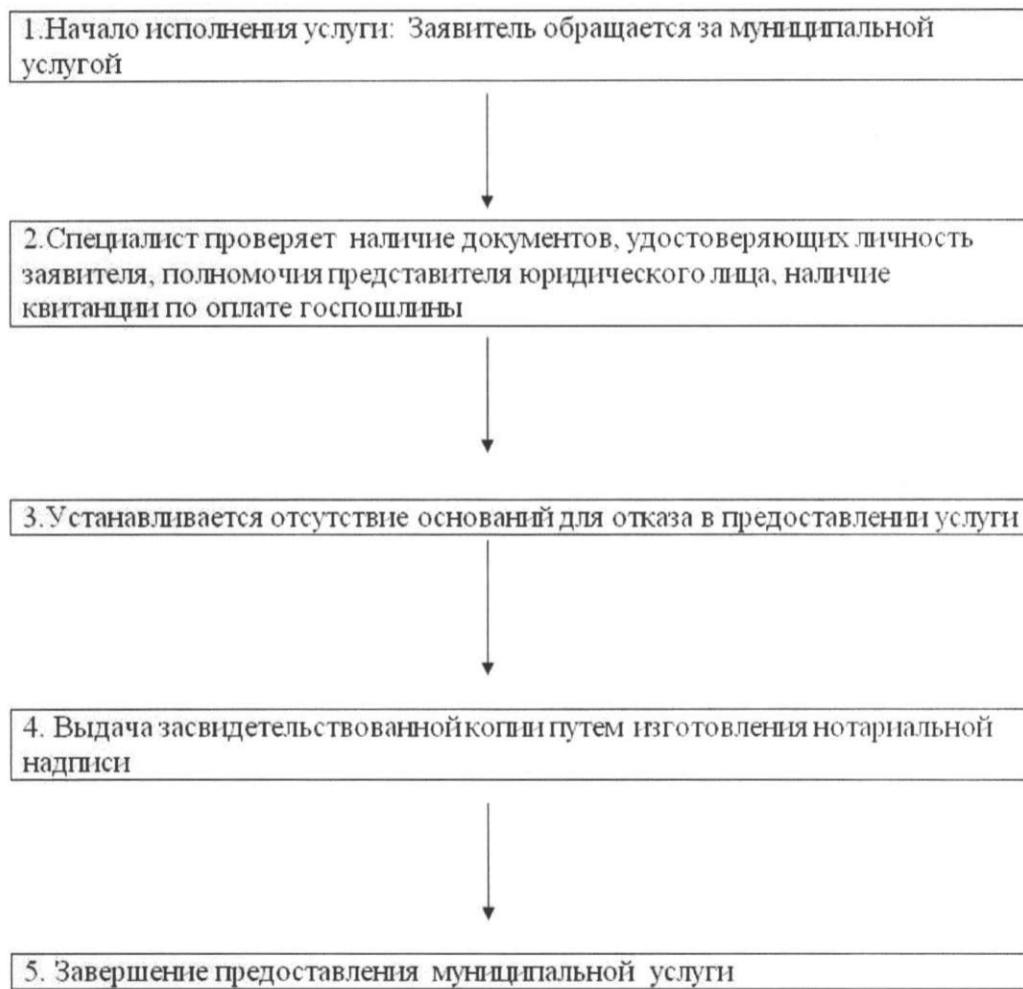 1.Начало исполнения услуги: Заявитель обращается за муниципальной
услугой
2.Специалист проверяет наличие документов, удостоверяющих личность
заявителя, полномочия представителя юридического лица, наличие
квитанции по оплате госпошлины
3.Устанавливается отсутствие оснований для отказа в предоставлении услуги
4. Выдача засвидетельствованной копии путем изготовления нотариальной
надписи
5. Завершение предоставления муниципальной услуги